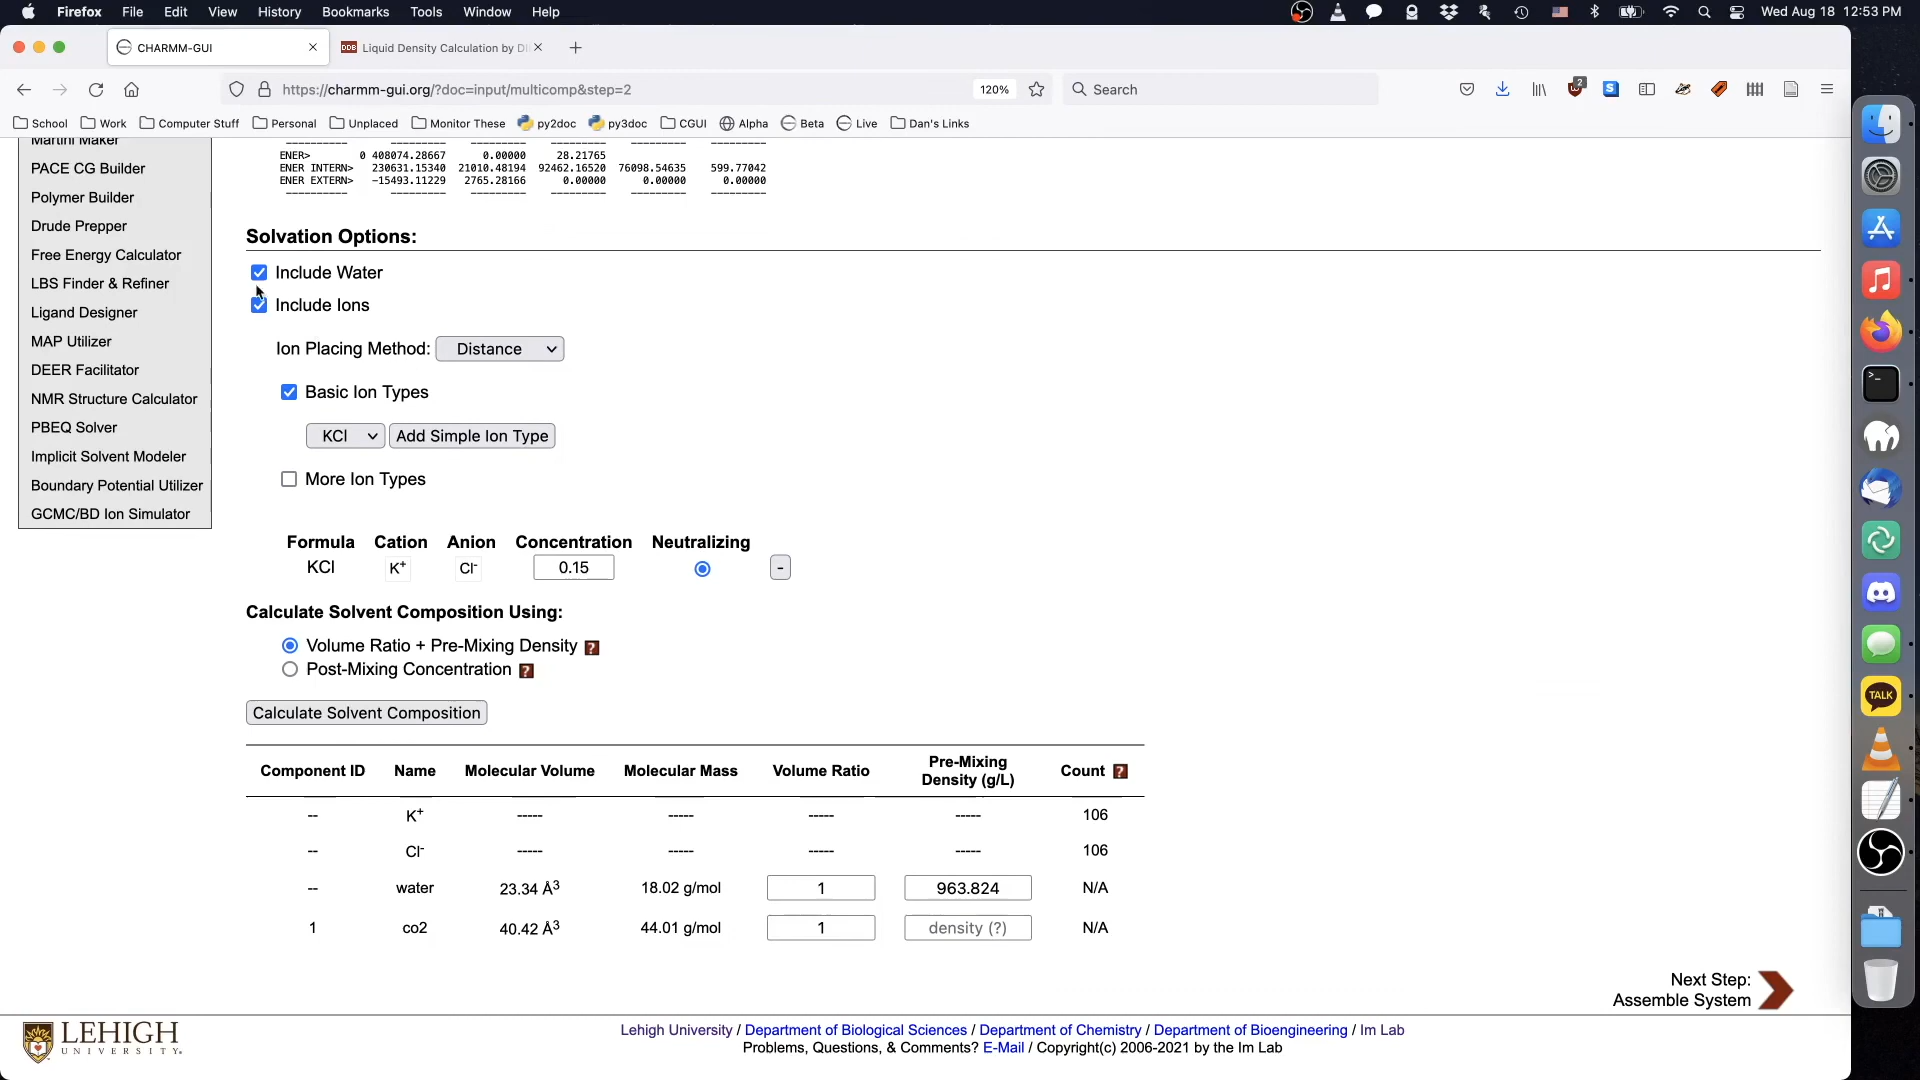 Firefox File Edit View History Bookmarks Tools Window Help Wed Aug 18 12:53 PM
CHARMM-GUI
DDB Liquid Density Calculation by D
https://charmm-gui.org/?doc=input/multicomp&step=2 120% Search 2
School Work Computer Stuff Personal Unplaced Monitor These py2doc py3doc CGUI Alpha Beta Live Dan's Links
Martini Maker
PACE CG Builder
Polymer Builder
Drude Prepper
Free Energy Calculator
LBS Finder & Refiner
Ligand Designer
MAP Utilizer
DEER Facilitator
NMR Structure Calculator
PBEQ Solver
Implicit Solvent Modeler
Boundary Potential Utilizer
GCMC/BD Ion Simulator
---------- --------- --------- --------- --------- ---------
ENER> 0 408074.28667 0.00000 28.21765
ENER INTERN> 230631.15340 21010.48194 92462.16520 76098.54635 599.77042
ENER EXTERN> -15493.11229 2765.28166 0.00000 0.00000 0.00000
---------- --------- --------- --------- --------- ---------
Solvation Options:
Include Water
Include Ions
Ion Placing Method: Distance
Basic Ion Types
KCl Add Simple Ion Type
More Ion Types
Formula Cation Anion Concentration Neutralizing
KCl K+ Cl- 0.15 -
Calculate Solvent Composition Using:
Volume Ratio + Pre-Mixing Density ?
Post-Mixing Concentration ?
Calculate Solvent Composition
Component ID Name Molecular Volume Molecular Mass Volume Ratio Pre-Mixing Density (g/L) Count ?
-- K+ ----- ----- ----- ----- 106
-- Cl- ----- ----- ----- ----- 106
-- water 23.34 Å3 18.02 g/mol 1 963.824 N/A
1 co2 40.42 Å3 44.01 g/mol 1 density (?) N/A
Next Step:
Assemble System
LEHIGH
UNIVERSITY.
Lehigh University / Department of Biological Sciences / Department of Chemistry / Department of Bioengineering / Im Lab
Problems, Questions, & Comments? E-Mail / Copyright(c) 2006-2021 by the Im Lab
TALK